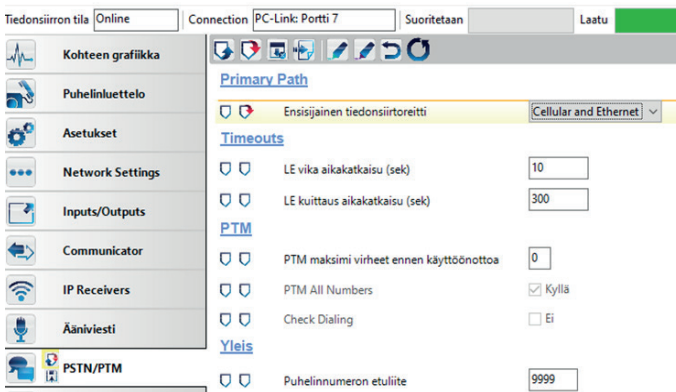 Tiedonsiirron tila Online Connection PC-Link: Portti 7 Suoritetaan Laatu
Kohteen grafiikka
Puhelinluettelo
Asetukset
Network Settings
Inputs/Outputs
Communicator
IP Receivers
Ääniviesti
PSTN/PTM
Primary Path
Ensisijainen tiedonsiirtoreitti Cellular and Ethernet
Timeouts
LE vika aikakatkaisu (sek) 10
LE kuittaus aikakatkaisu (sek) 300
PTM
PTM maksimi virheet ennen käyttöönottoa 0
PTM All Numbers Kyllä
Check Dialing Ei
Yleis
Puhelinnumeron etuliite 9999